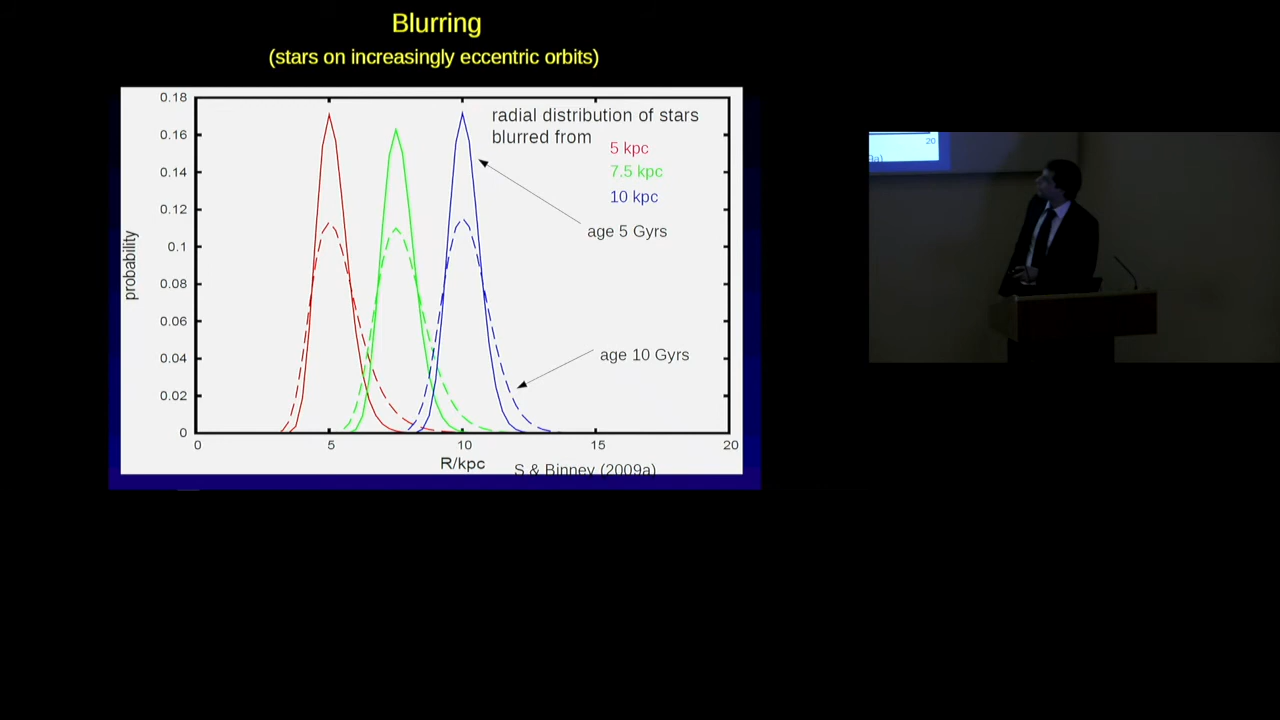 Blurring
(stars on increasingly eccentric orbits)
0.18
0.16
0.14
0.12
0.1
0.08
0.06
0.04
0.02
0
probability
radial distribution of stars
blurred from
5 kpc
7.5 kpc
10 kpc
age 5 Gyrs
age 10 Gyrs
0 5 10 15 20
R/kpc
S & Binney (2009a)
20
9a)